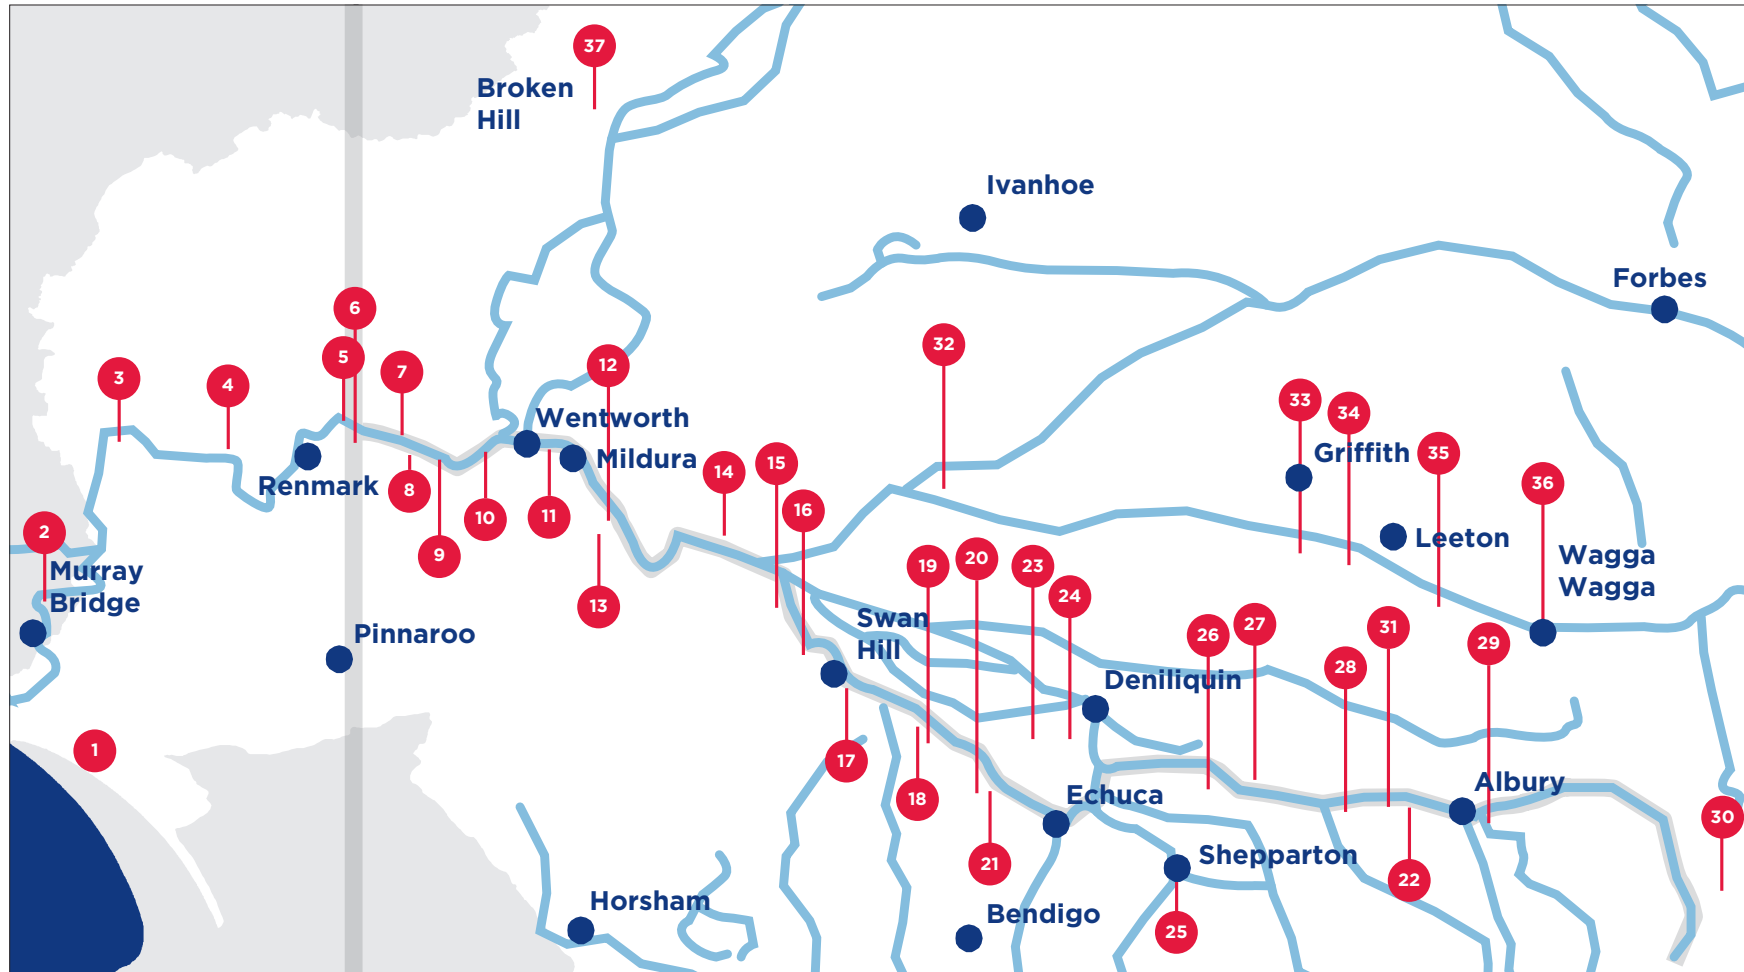 37
Broken
Hill
Ivanhoe
Forbes
6
5
7
3
4
12
32
33
34
Wentworth
Griffith
Mildura
35
14
15
Renmark
8
36
10
11
16
2
Leeton
9
Wagga
Wagga
20
19
23
Murray
Bridge
24
13
Swan
Hill
27
31
26
Pinnaroo
29
28
Deniliquin
1
17
Albury
Echuca
18
30
Shepparton
21
22
Horsham
Bendigo
25